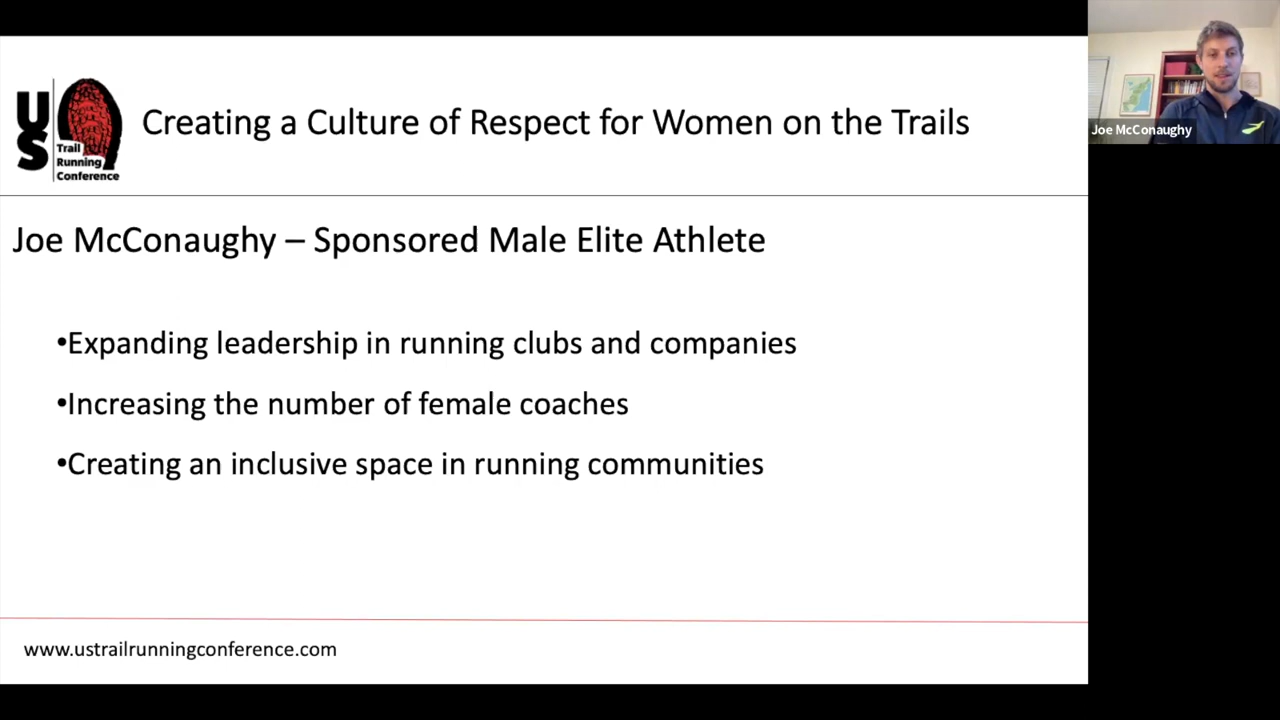 US
Trail
Running
Conference
Creating a Culture of Respect for Women on the Trails
Joe McConaughy
Joe McConaughy – Sponsored Male Elite Athlete
•Expanding leadership in running clubs and companies
•Increasing the number of female coaches
•Creating an inclusive space in running communities
www.ustrailrunningconference.com